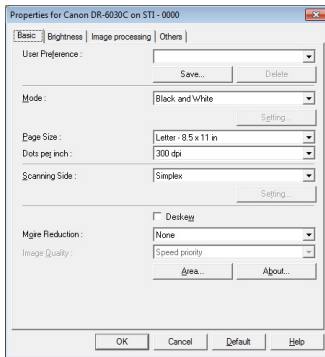 Properties for Canon DR-6030C on STI - 0000
Basic Brightness Image processing Others
User Preference :
Save... Delete
Mode : Black and White
Setting...
Page Size : Letter - 8.5 x 11 in
Dots per inch : 300 dpi
Scanning Side : Simplex
Setting...
Deskew
Moire Reduction : None
Image Quality : Speed priority
Area... About...
OK Cancel Default Help